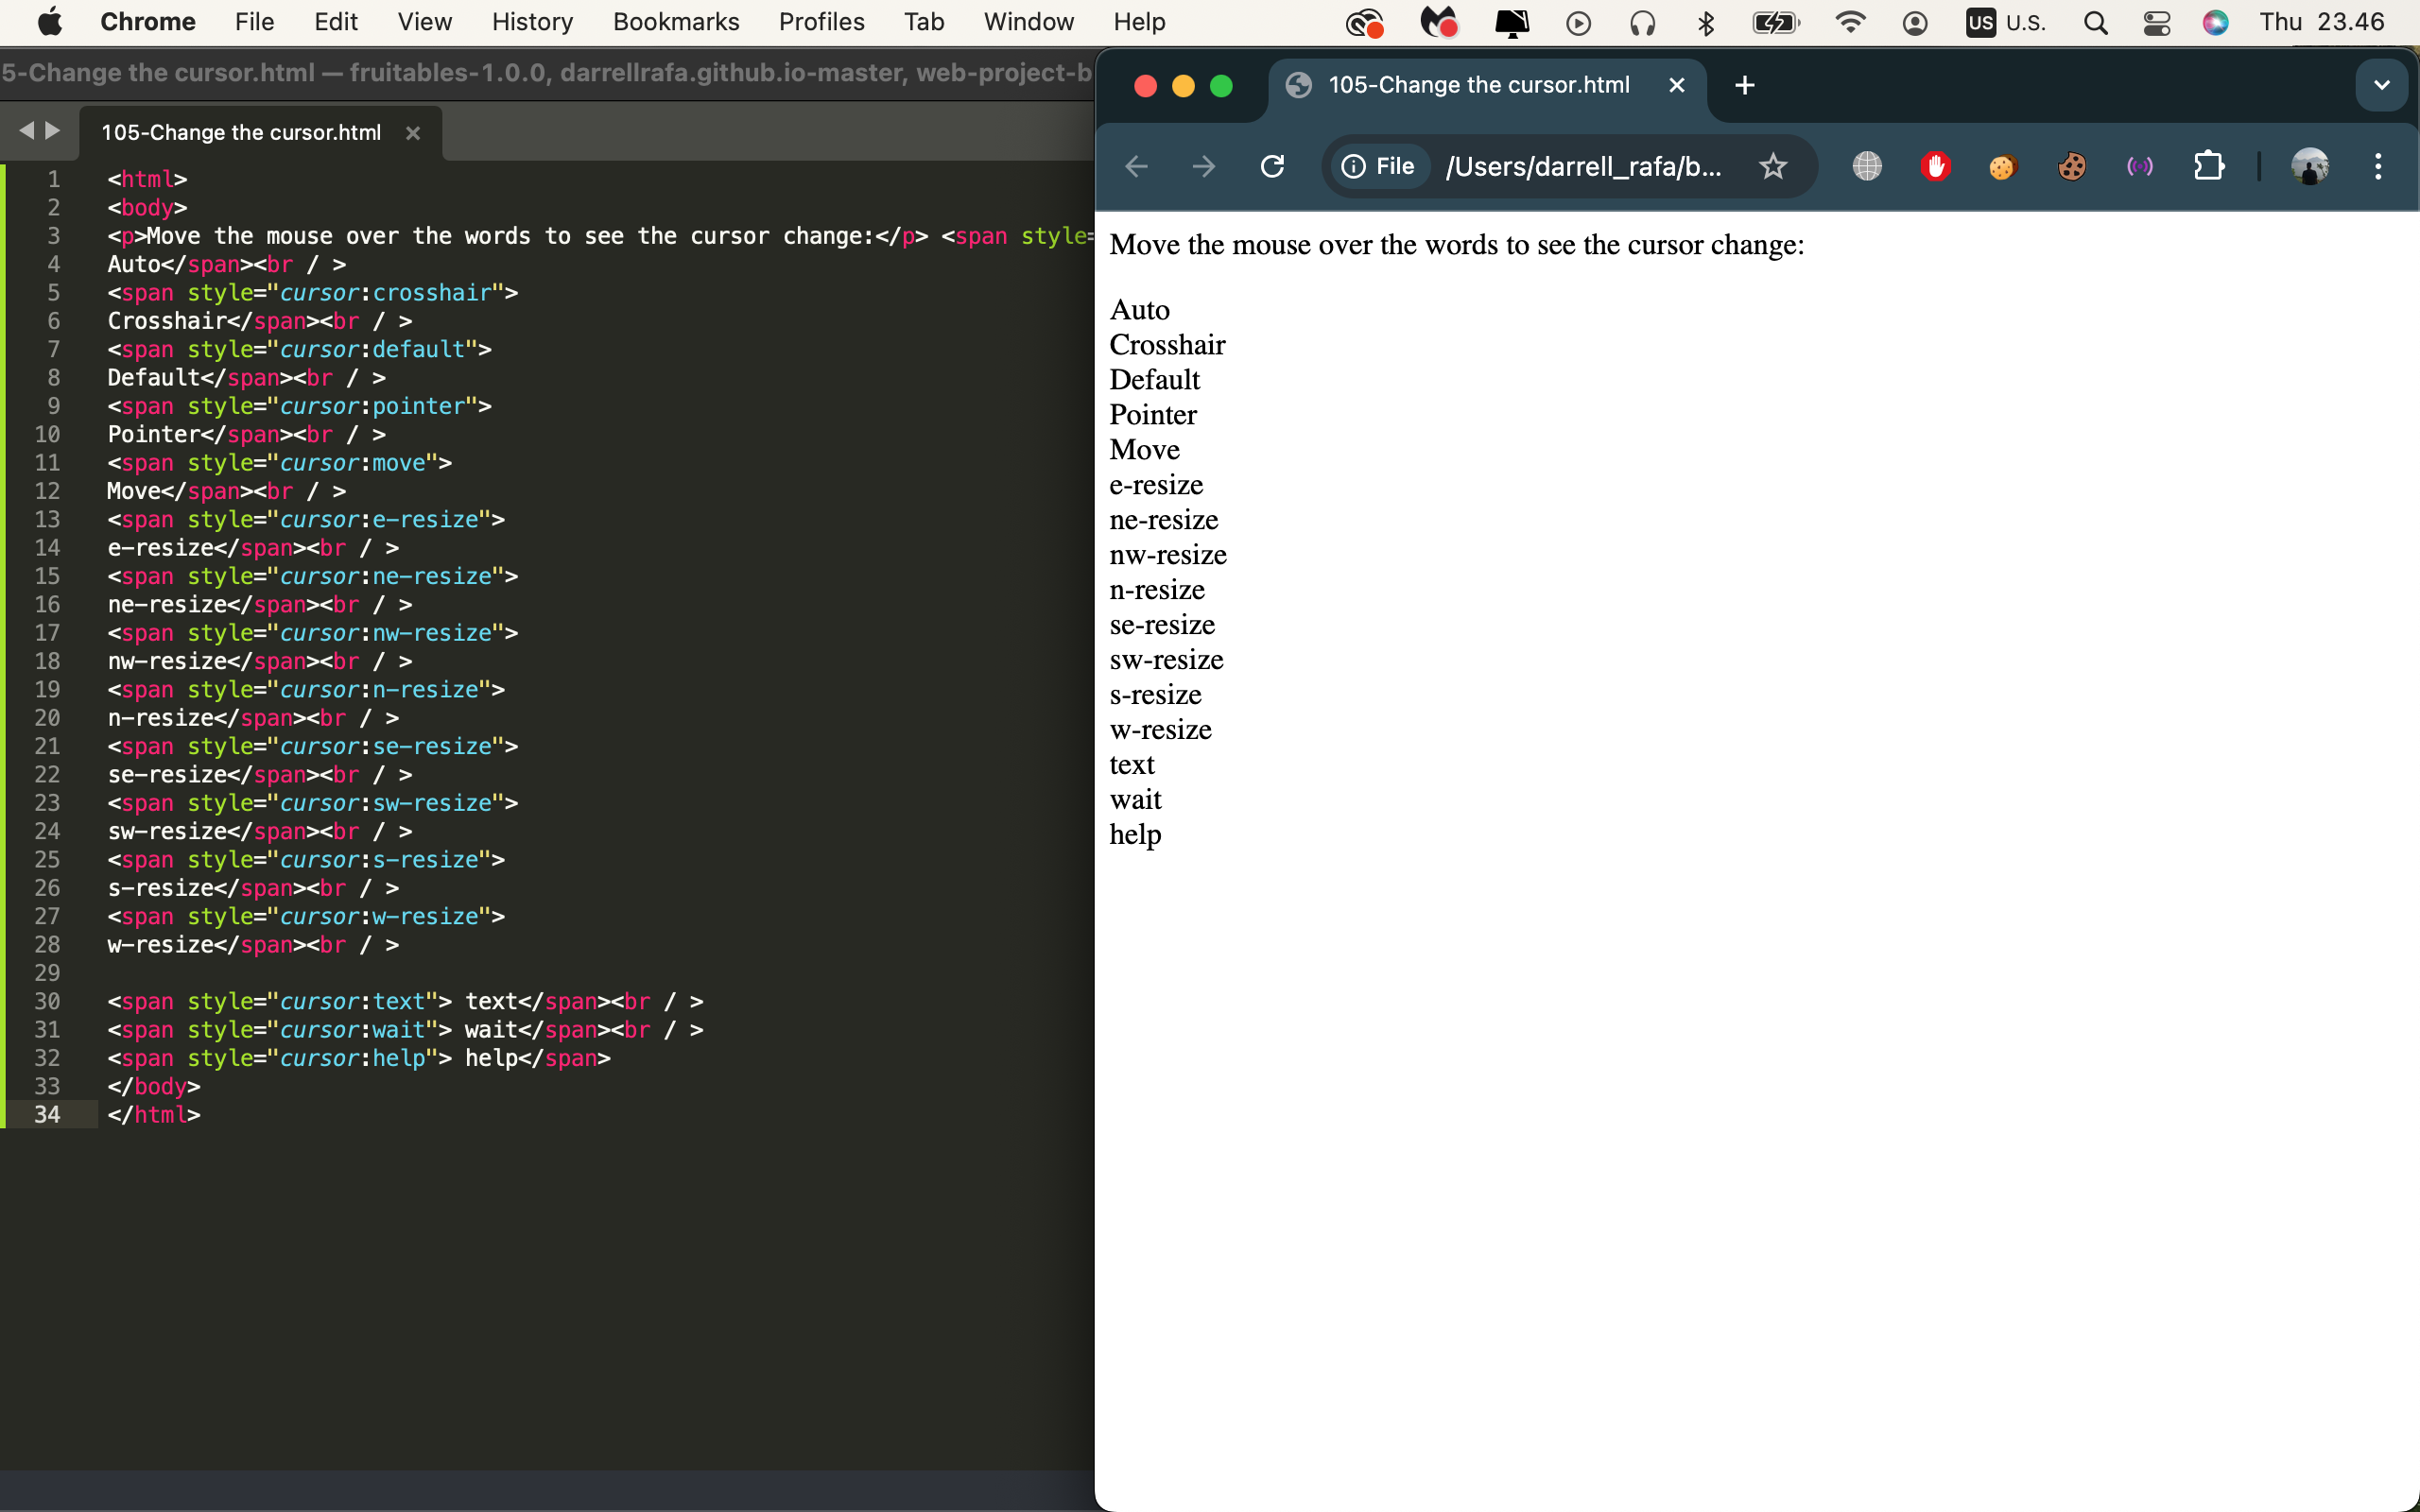 Chrome File Edit View History Bookmarks Profiles Tab Window Help US U.S. Thu 23.46
5-Change the cursor.html — fruitables-1.0.0, darrellrafa.github.io-master, web-project-b
105-Change the cursor.html
1 <html>
2 <body>
3 <p>Move the mouse over the words to see the cursor change:</p> <span style=
4 Auto</span><br / >
5 <span style="cursor:crosshair">
6 Crosshair</span><br / >
7 <span style="cursor:default">
8 Default</span><br / >
9 <span style="cursor:pointer">
10 Pointer</span><br / >
11 <span style="cursor:move">
12 Move</span><br / >
13 <span style="cursor:e-resize">
14 e-resize</span><br / >
15 <span style="cursor:ne-resize">
16 ne-resize</span><br / >
17 <span style="cursor:nw-resize">
18 nw-resize</span><br / >
19 <span style="cursor:n-resize">
20 n-resize</span><br / >
21 <span style="cursor:se-resize">
22 se-resize</span><br / >
23 <span style="cursor:sw-resize">
24 sw-resize</span><br / >
25 <span style="cursor:s-resize">
26 s-resize</span><br / >
27 <span style="cursor:w-resize">
28 w-resize</span><br / >
29
30 <span style="cursor:text"> text</span><br / >
31 <span style="cursor:wait"> wait</span><br / >
32 <span style="cursor:help"> help</span>
33 </body>
34 </html>
105-Change the cursor.html
File /Users/darrell_rafa/b...
Move the mouse over the words to see the cursor change:
Auto
Crosshair
Default
Pointer
Move
e-resize
ne-resize
nw-resize
n-resize
se-resize
sw-resize
s-resize
w-resize
text
wait
help